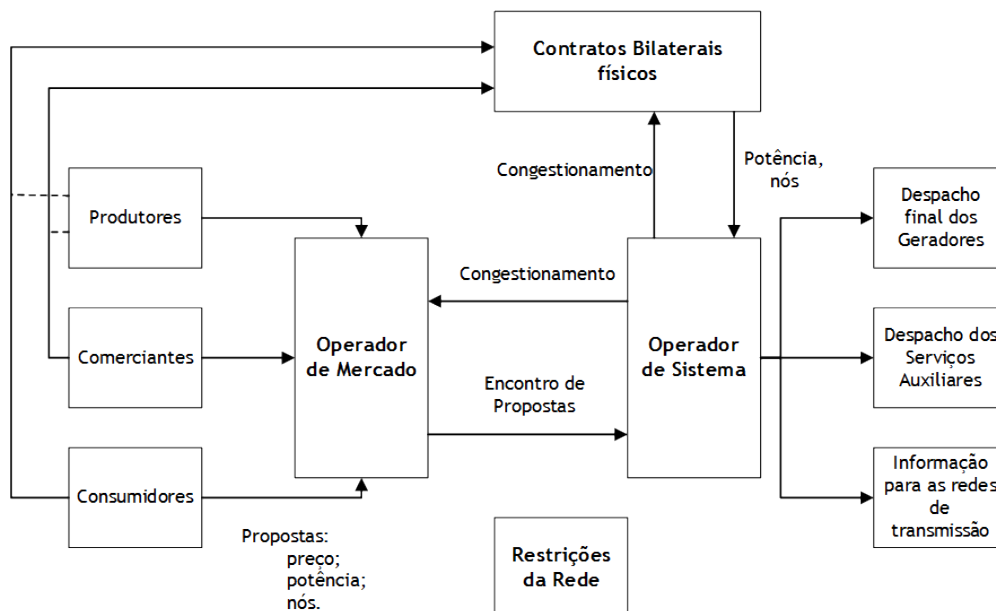 Contratos Bilaterais
físicos
Congestionamento
Potência,
nós
Produtores
Despacho
final dos
Geradores
Congestionamento
Comerciantes
Operador
de Mercado
Operador
de Sistema
Despacho dos
Serviços
Auxiliares
Encontro de
Propostas
Consumidores
Informação
para as redes
de
transmissão
Propostas:
preço;
potência;
nós.
Restrições
da Rede